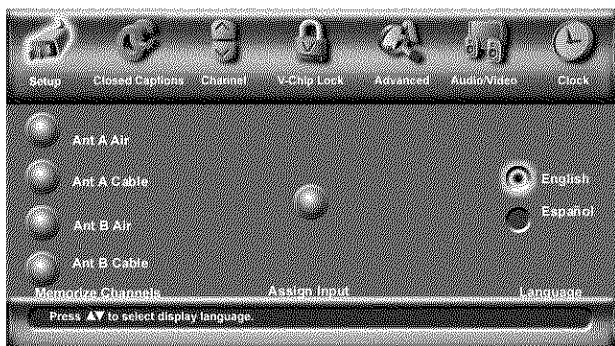 Setup Closed Captions Channel V-Chip Lock Advanced Audio/Video Clock
Ant A Air
Ant A Cable
Ant B Air
Ant B Cable
Memorize Channels
Assign Input
English
Español
Language
Press ▲▼ to select display language.